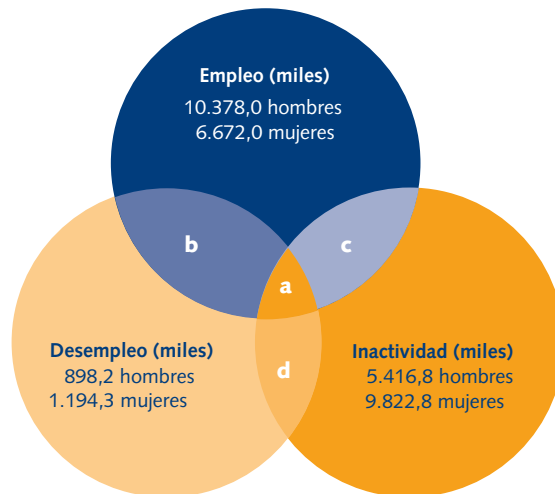 Empleo (miles)
10.378,0 hombres
6.672,0 mujeres
b
c
a
Desempleo (miles)
898,2 hombres
1.194,3 mujeres
d
Inactividad (miles)
5.416,8 hombres
9.822,8 mujeres